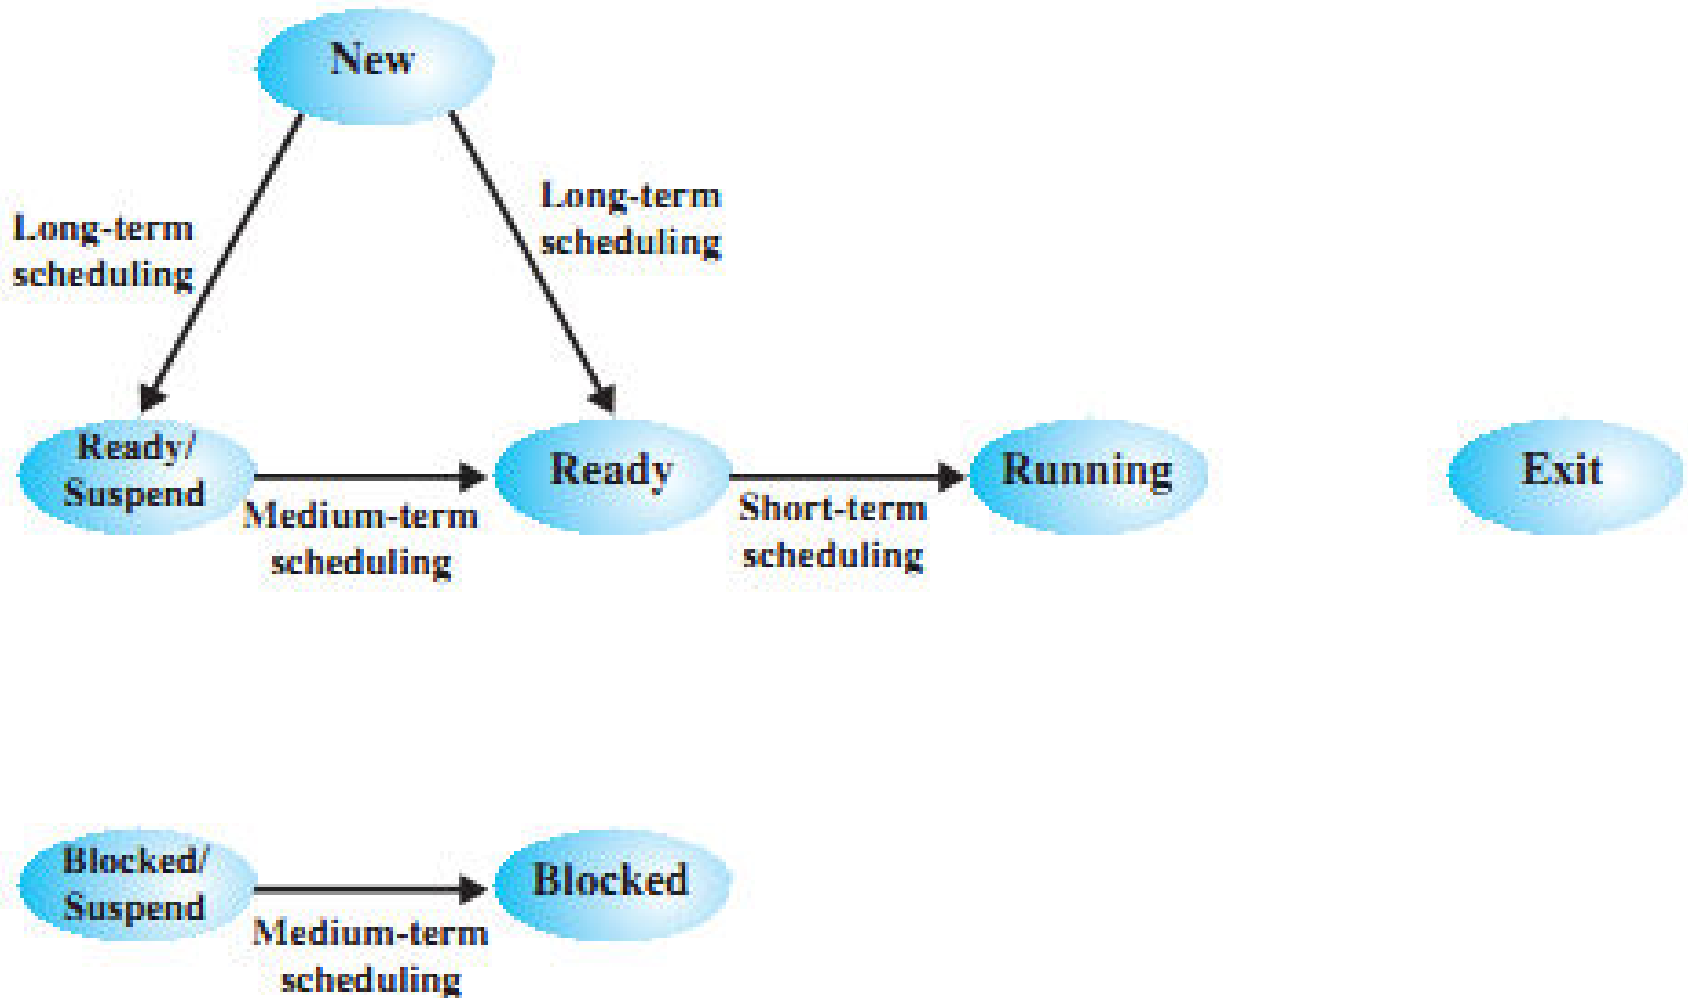 New
Long-term
scheduling
Long-term
scheduling
Ready/
Suspend
Medium-term
scheduling
Ready
Short-term
scheduling
Running
Exit
Blocked/
Suspend
Medium-term
scheduling
Blocked